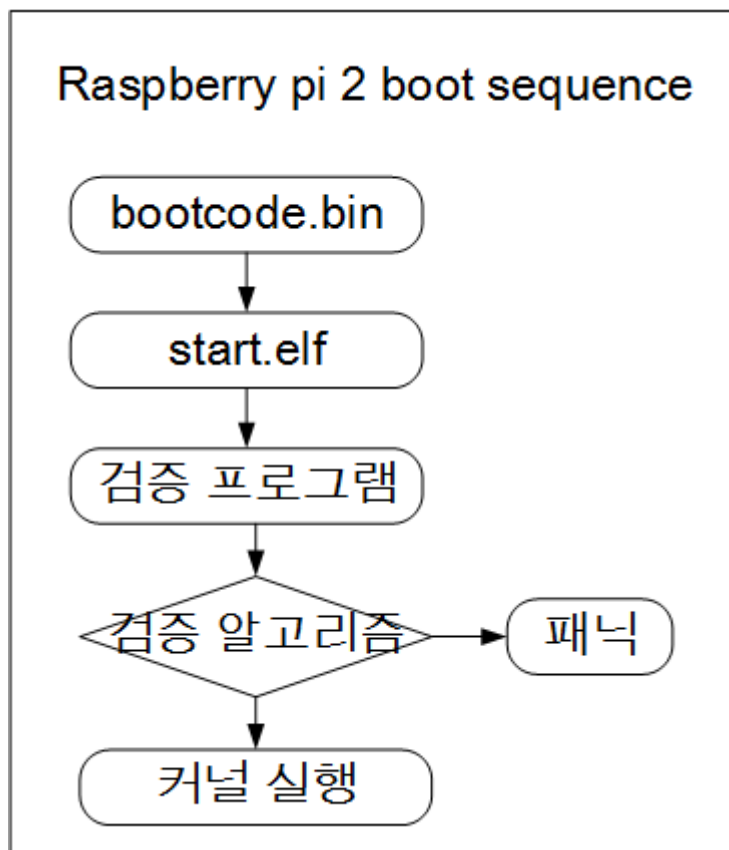 Raspberry pi 2 boot sequence
bootcode.bin
start.elf
검증 프로그램
검증 알고리즘
패닉
커널 실행